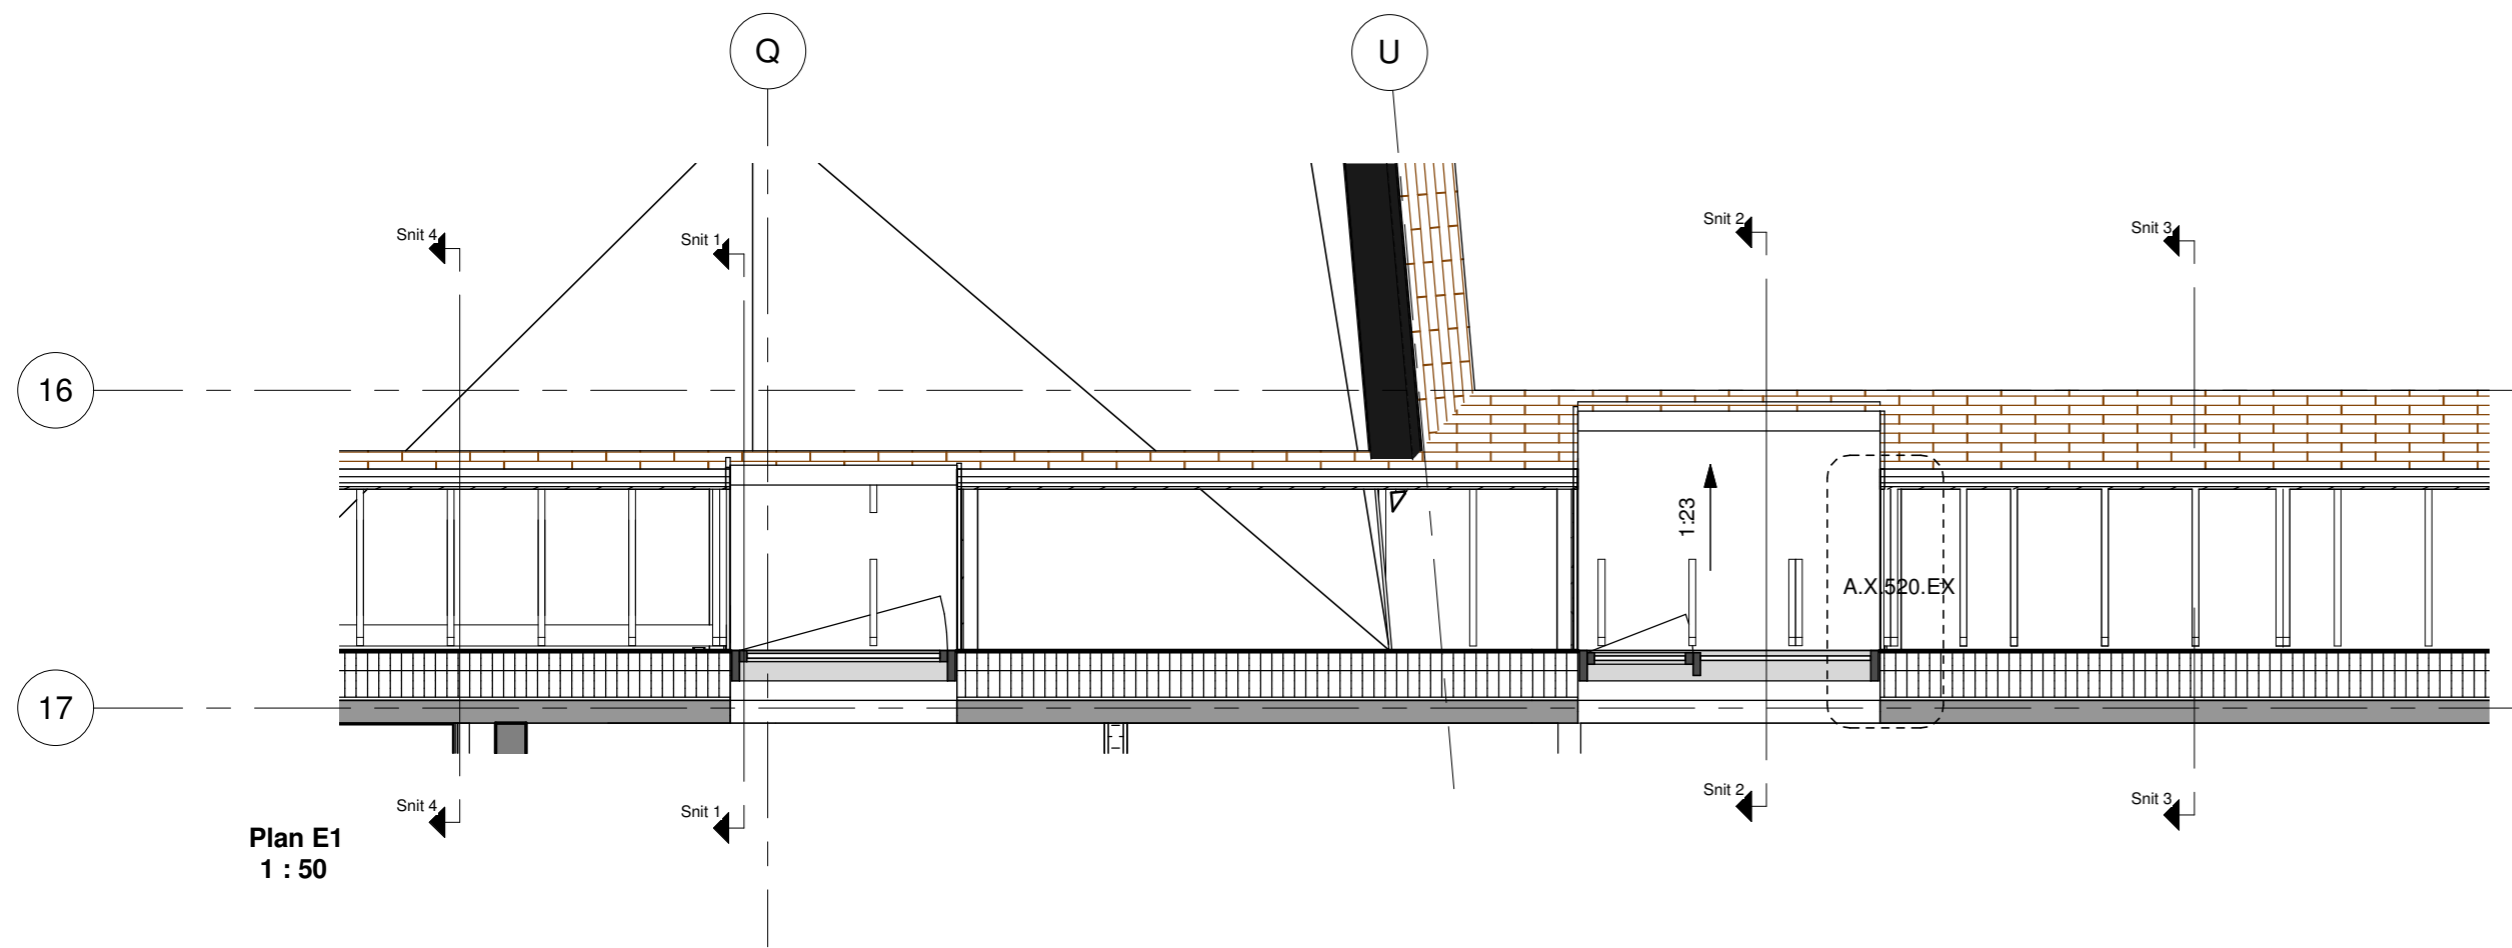 Q
U
Snit 4
Snit 1
Snit 2
Snit 3
16
1:23
A.X.520.EX
17
Snit 4
Snit 1
Snit 2
Snit 3
Plan E1
1 : 50